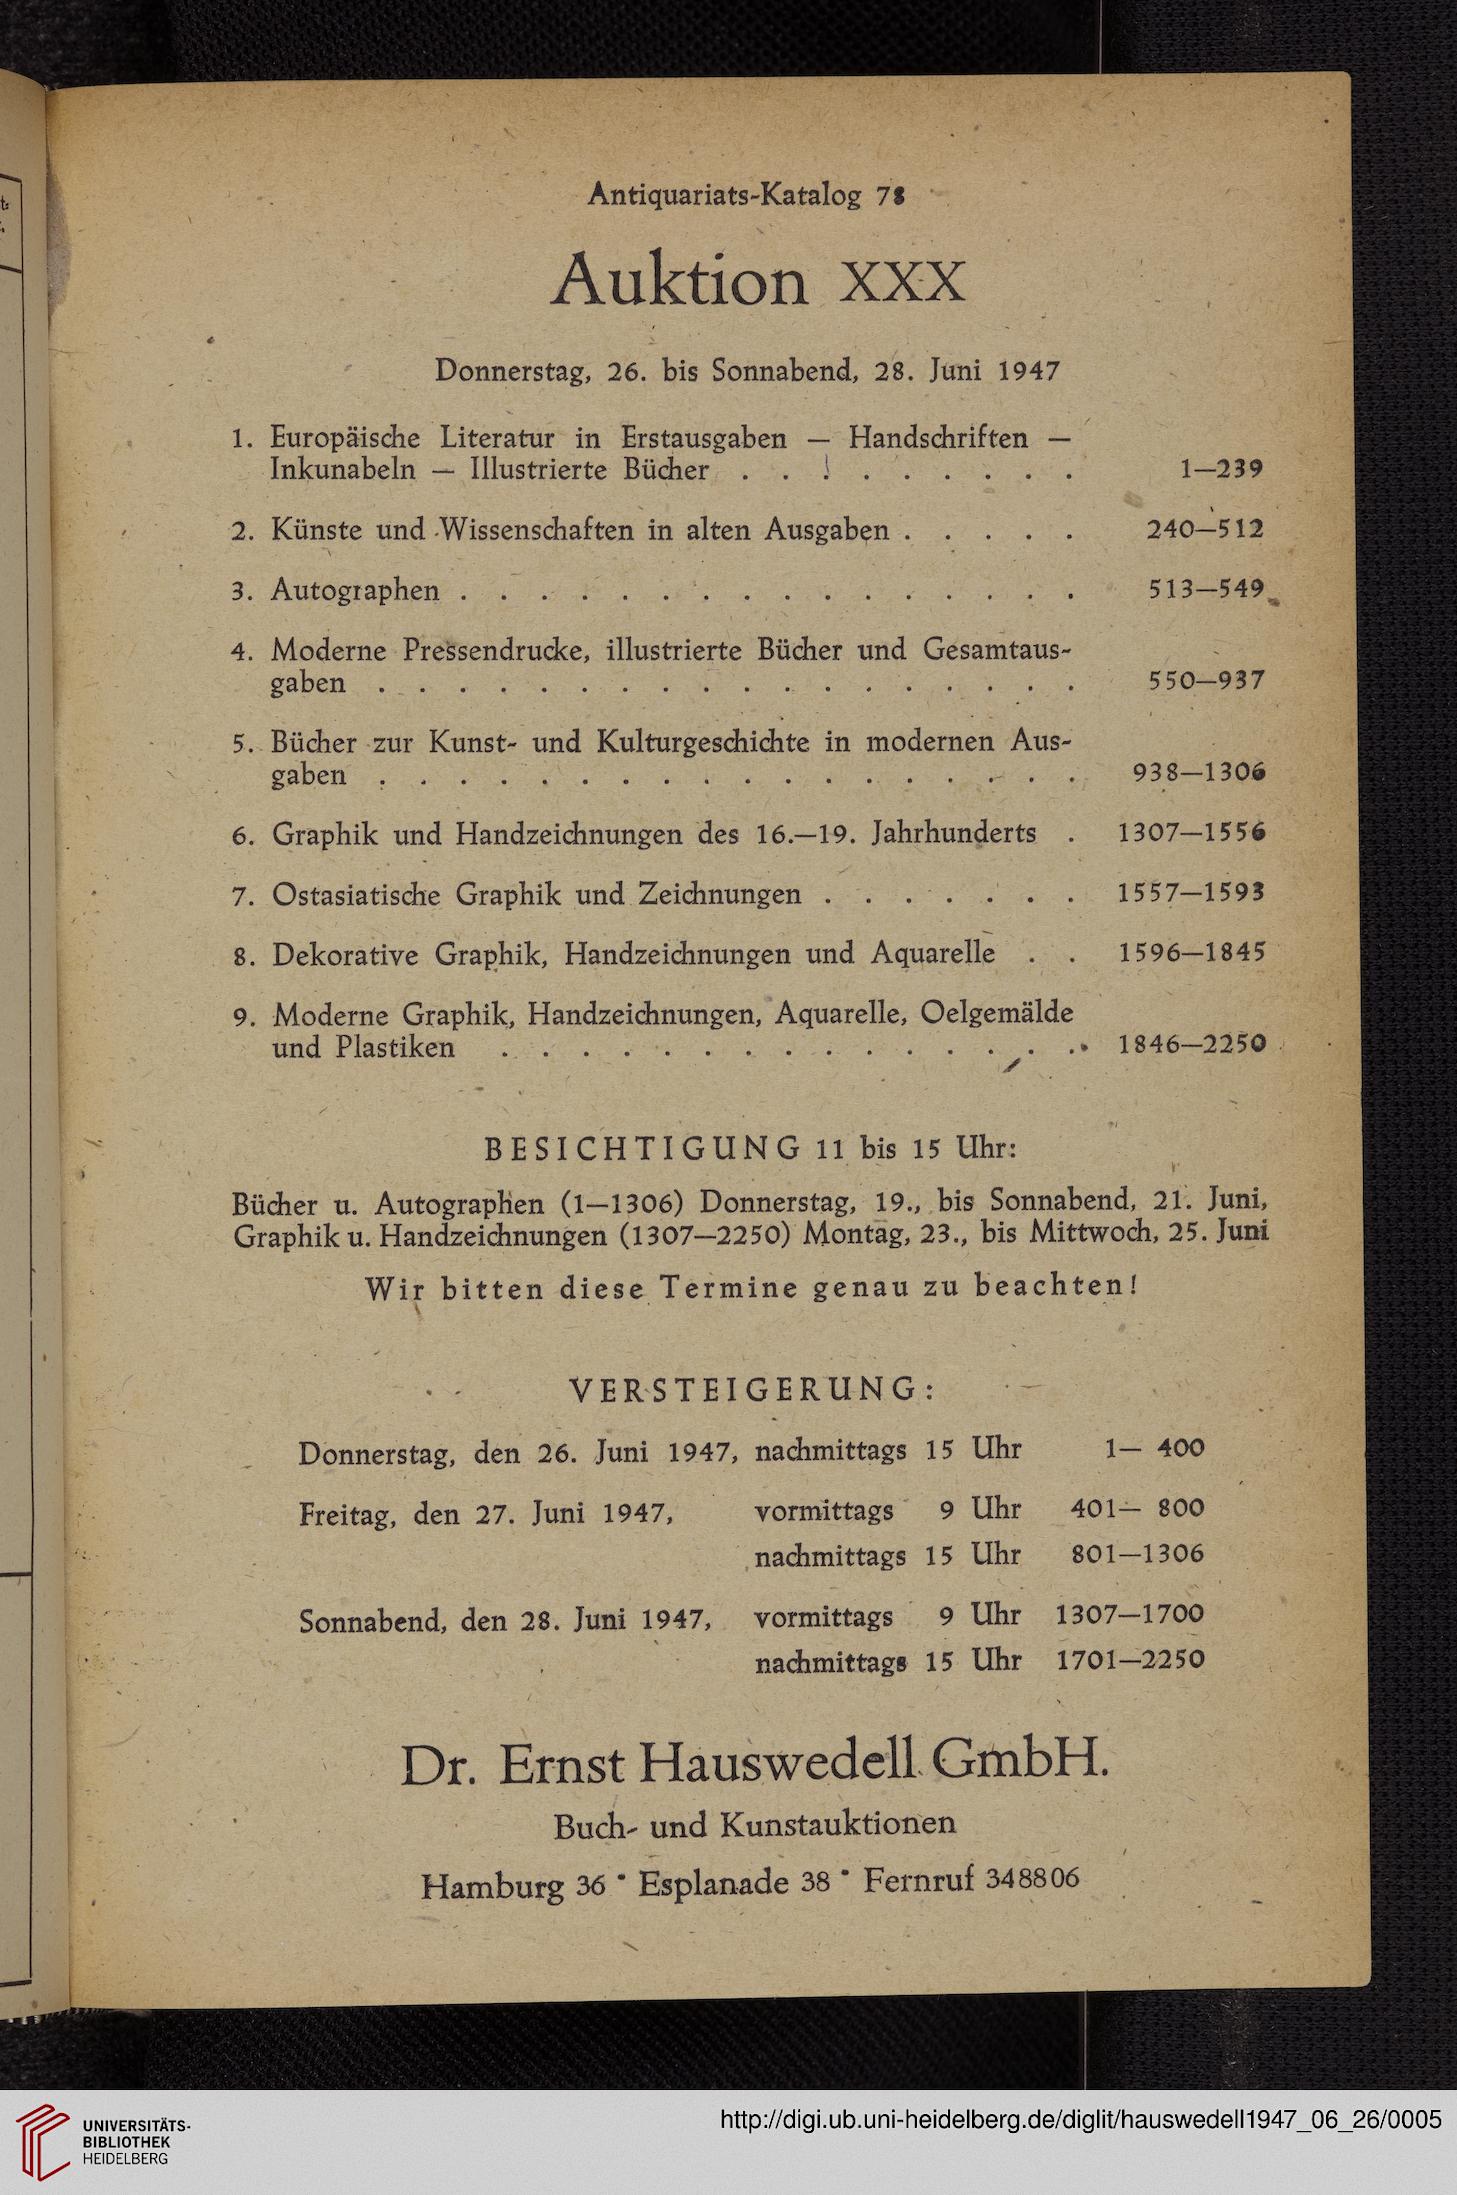 Antiquariats-Katalog 78
Auktion XXX
Donnerstag, 26. bis Sonnabend, 28. Juni 1947
1. Europäische Literatur in Erstausgaben — Handschriften —
Inkunabeln — Illustrierte Bücher . . . . . . . . . 1—239
2. Künste und Wissenschaften in alten Ausgaben . . . . . 240—512
3. Autographen . . . . . . . . . . . . . . . . 513—549
4. Moderne Pressendrucke, illustrierte Bücher und Gesamtaus-
gaben . . . . . . . . . . . . . . . . . . 550—937
5. Bücher zur Kunst- und Kulturgeschichte in modernen Aus-
gaben . . . . . . . . . . . . . . . . . . 938—1306
6. Graphik und Handzeichnungen des 16.—19. Jahrhunderts . 1307—1556
7. Ostasiatische Graphik und Zeichnungen . . . . . . . 1557—1593
8. Dekorative Graphik, Handzeichnungen und Aquarelle . . 1596—1845
9. Moderne Graphik, Handzeichnungen, Aquarelle, Oelgemälde
und Plastiken . . . . . . . . . . . . . . . 1846—2250
BESICHTIGUNG 11 bis 15 Uhr:
Bücher u. Autographen (1—1306) Donnerstag, 19., bis Sonnabend, 21. Juni,
Graphik u. Handzeichnungen (1307—2250) Montag, 23., bis Mittwoch, 25. Juni
Wir bitten diese Termine genau zu beachten!
VERSTEIGERUNG:
Donnerstag, den 26. Juni 1947, nachmittags 15 Uhr 1— 400
Freitag, den 27. Juni 1947, vormittags 9 Uhr 401— 800
nachmittags 15 Uhr 801—1306
Sonnabend, den 28. Juni 1947, vormittags 9 Uhr 1307—1700
nachmittags 15 Uhr 1701—2250
Dr. Ernst Hauswedell GmbH.
Buch- und Kunstauktionen
Hamburg 36 · Esplanade 38 · Fernruf 348806
UNIVERSITÄTS-
BIBLIOTHEK
HEIDELBERG
http://digi.ub.uni-heidelberg.de/diglit/hauswedell1947_06_26/0005